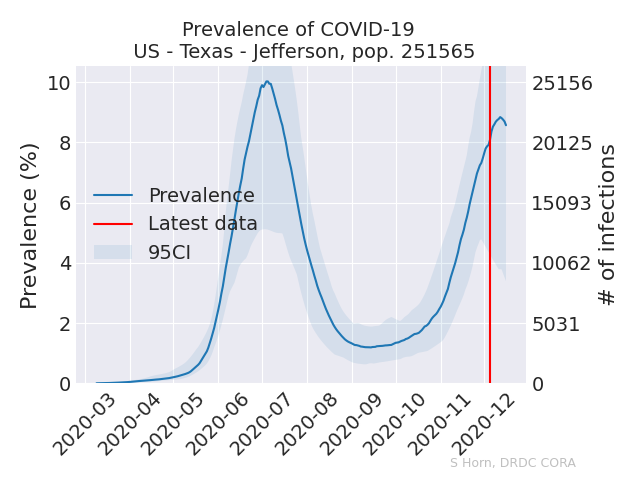 Prevalence of COVID-19
US - Texas - Jefferson, pop. 251565
Prevalence (%)
10
8
6
4
2
0
Prevalence
Latest data
95CI
25156
20125
15093
10062
5031
0
# of infections
2020-03
2020-04
2020-05
2020-06
2020-07
2020-08
2020-09
2020-10
2020-11
2020-12
S Horn, DRDC CORA